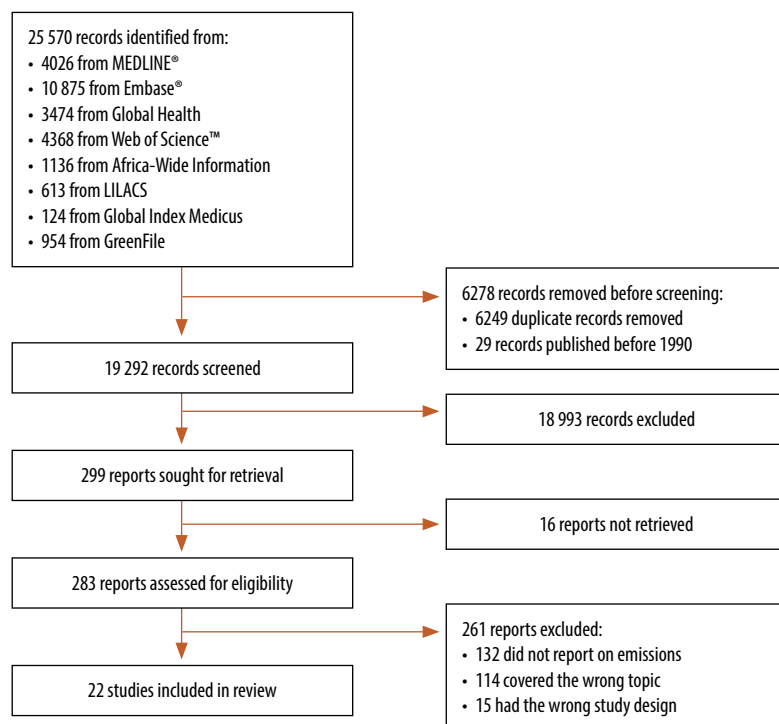 25 570 records identified from:
• 4026 from MEDLINE®
• 10 875 from Embase®
• 3474 from Global Health
• 4368 from Web of Science™
• 1136 from Africa-Wide Information
• 613 from LILACS
• 124 from Global Index Medicus
• 954 from GreenFile
6278 records removed before screening:
• 6249 duplicate records removed
• 29 records published before 1990
19 292 records screened
18 993 records excluded
299 reports sought for retrieval
16 reports not retrieved
283 reports assessed for eligibility
261 reports excluded:
• 132 did not report on emissions
• 114 covered the wrong topic
• 15 had the wrong study design
22 studies included in review